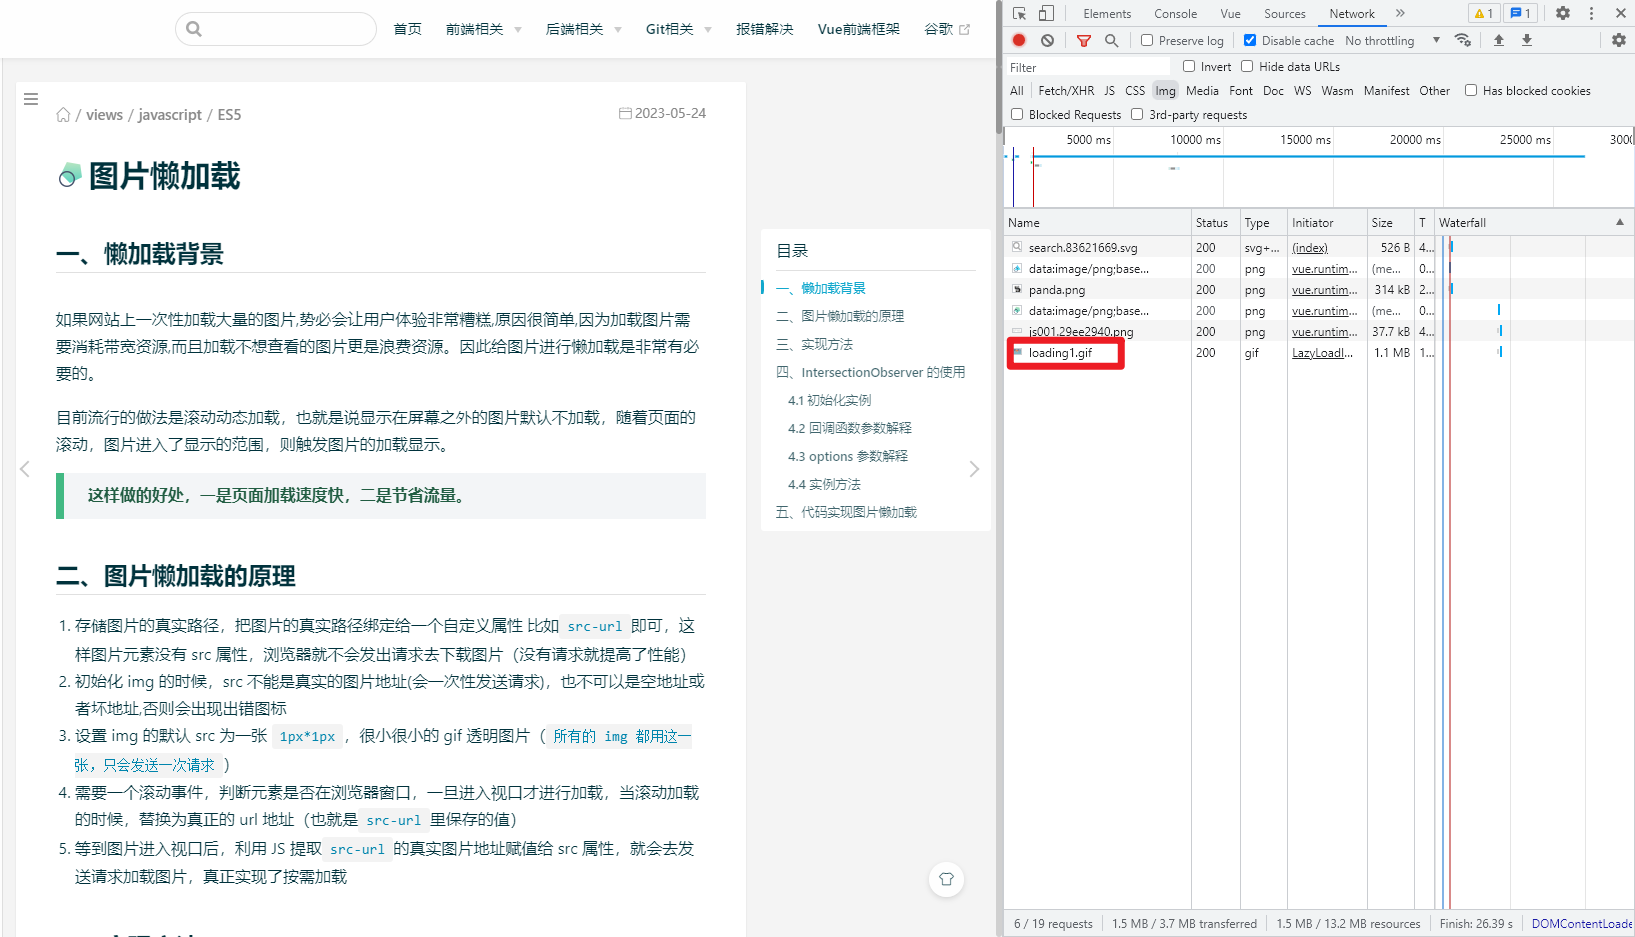 首页 前端相关 后端相关 Git相关 报错解决 Vue前端框架 谷歌
/ views / javascript / ES5
2023-05-24
图片懒加载
一、懒加载背景
如果网站上一次性加载大量的图片,势必会让用户体验非常糟糕,原因很简单,因为加载图片需
要消耗带宽资源,而且加载不想查看的图片更是浪费资源。因此给图片进行懒加载是非常有必
要的。
目前流行的做法是滚动动态加载，也就是说显示在屏幕之外的图片默认不加载，随着页面的
滚动，图片进入了显示的范围，则触发图片的加载显示。
这样做的好处，一是页面加载速度快，二是节省流量。
二、图片懒加载的原理
1. 存储图片的真实路径，把图片的真实路径绑定给一个自定义属性 比如 src-url 即可，这
样图片元素没有 src 属性，浏览器就不会发出请求去下载图片（没有请求就提高了性能）
2. 初始化 img 的时候，src 不能是真实的图片地址(会一次性发送请求)，也不可以是空地址或
者坏地址,否则会出现出错图标
3. 设置 img 的默认 src 为一张 1px*1px ，很小很小的 gif 透明图片（ 所有的 img 都用这一
张，只会发送一次请求 ）
4. 需要一个滚动事件，判断元素是否在浏览器窗口，一旦进入视口才进行加载，当滚动加载
的时候，替换为真正的 url 地址（也就是 src-url 里保存的值）
5. 等到图片进入视口后，利用 JS 提取 src-url 的真实图片地址赋值给 src 属性，就会去发
送请求加载图片，真正实现了按需加载
目录
一、懒加载背景
二、图片懒加载的原理
三、实现方法
四、IntersectionObserver 的使用
4.1 初始化实例
4.2 回调函数参数解释
4.3 options 参数解释
4.4 实例方法
五、代码实现图片懒加载
Elements Console Vue Sources Network » 1 1
Preserve log Disable cache No throttling
Filter Invert Hide data URLs
All Fetch/XHR JS CSS Img Media Font Doc WS Wasm Manifest Other Has blocked cookies
Blocked Requests 3rd-party requests
5000 ms 10000 ms 15000 ms 20000 ms 25000 ms 3000
Name Status Type Initiator Size T Waterfall
search.83621669.svg 200 svg+... (index) 526 B 4...
data:image/png;base... 200 png vue.runtim... (me... 0...
panda.png 200 png vue.runtim... 314 kB 2...
data:image/png;base... 200 png vue.runtim... (me... 0...
js001.29ee2940.png 200 png vue.runtim... 37.7 kB 4...
loading1.gif 200 gif LazyLoadI... 1.1 MB 1...
6 / 19 requests 1.5 MB / 3.7 MB transferred 1.5 MB / 13.2 MB resources Finish: 26.39 s DOMContentLoade